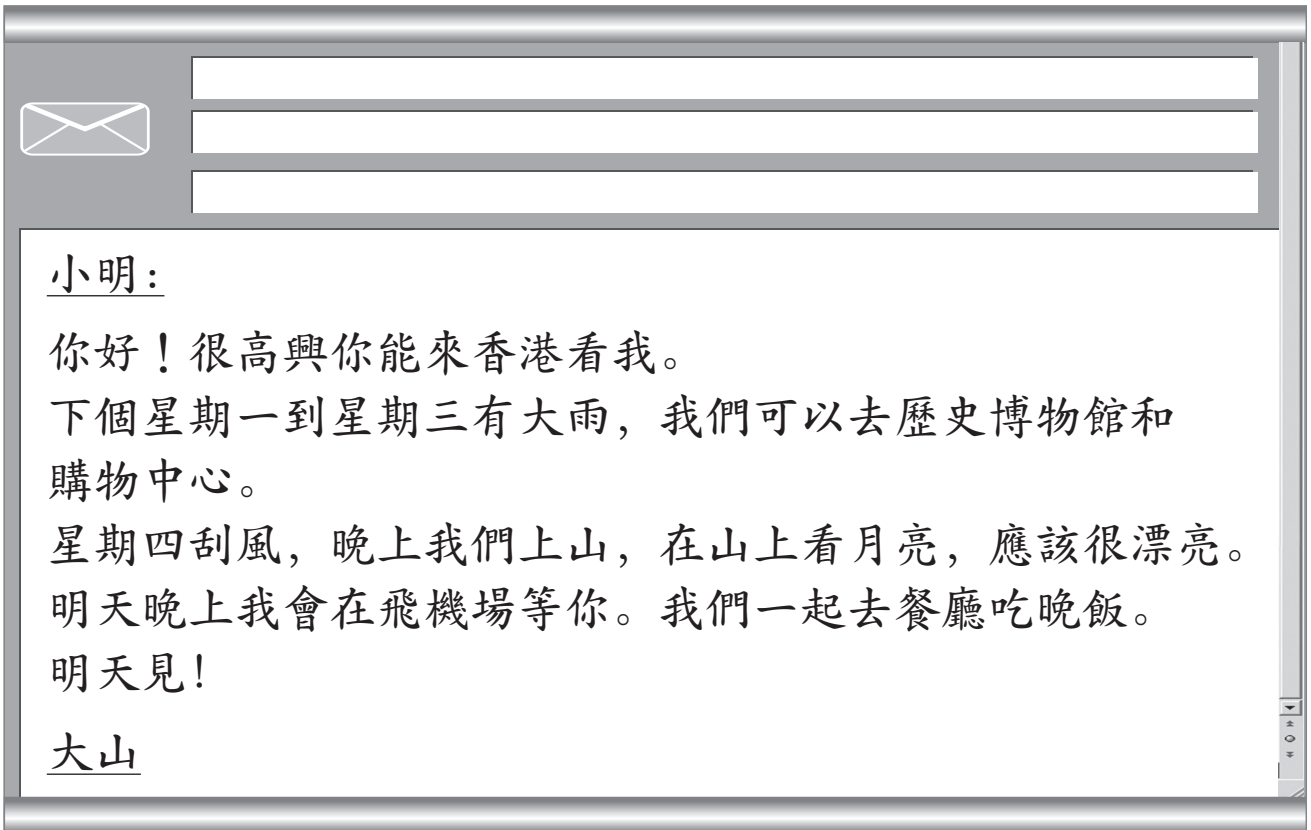 小明：
你好！很高興你能來香港看我。
下個星期一到星期三有大雨，我們可以去歷史博物館和
購物中心。
星期四刮風，晚上我們上山，在山上看月亮，應該很漂亮。
明天晚上我會在飛機場等你。我們一起去餐廳吃晚飯。
明天見！
大山